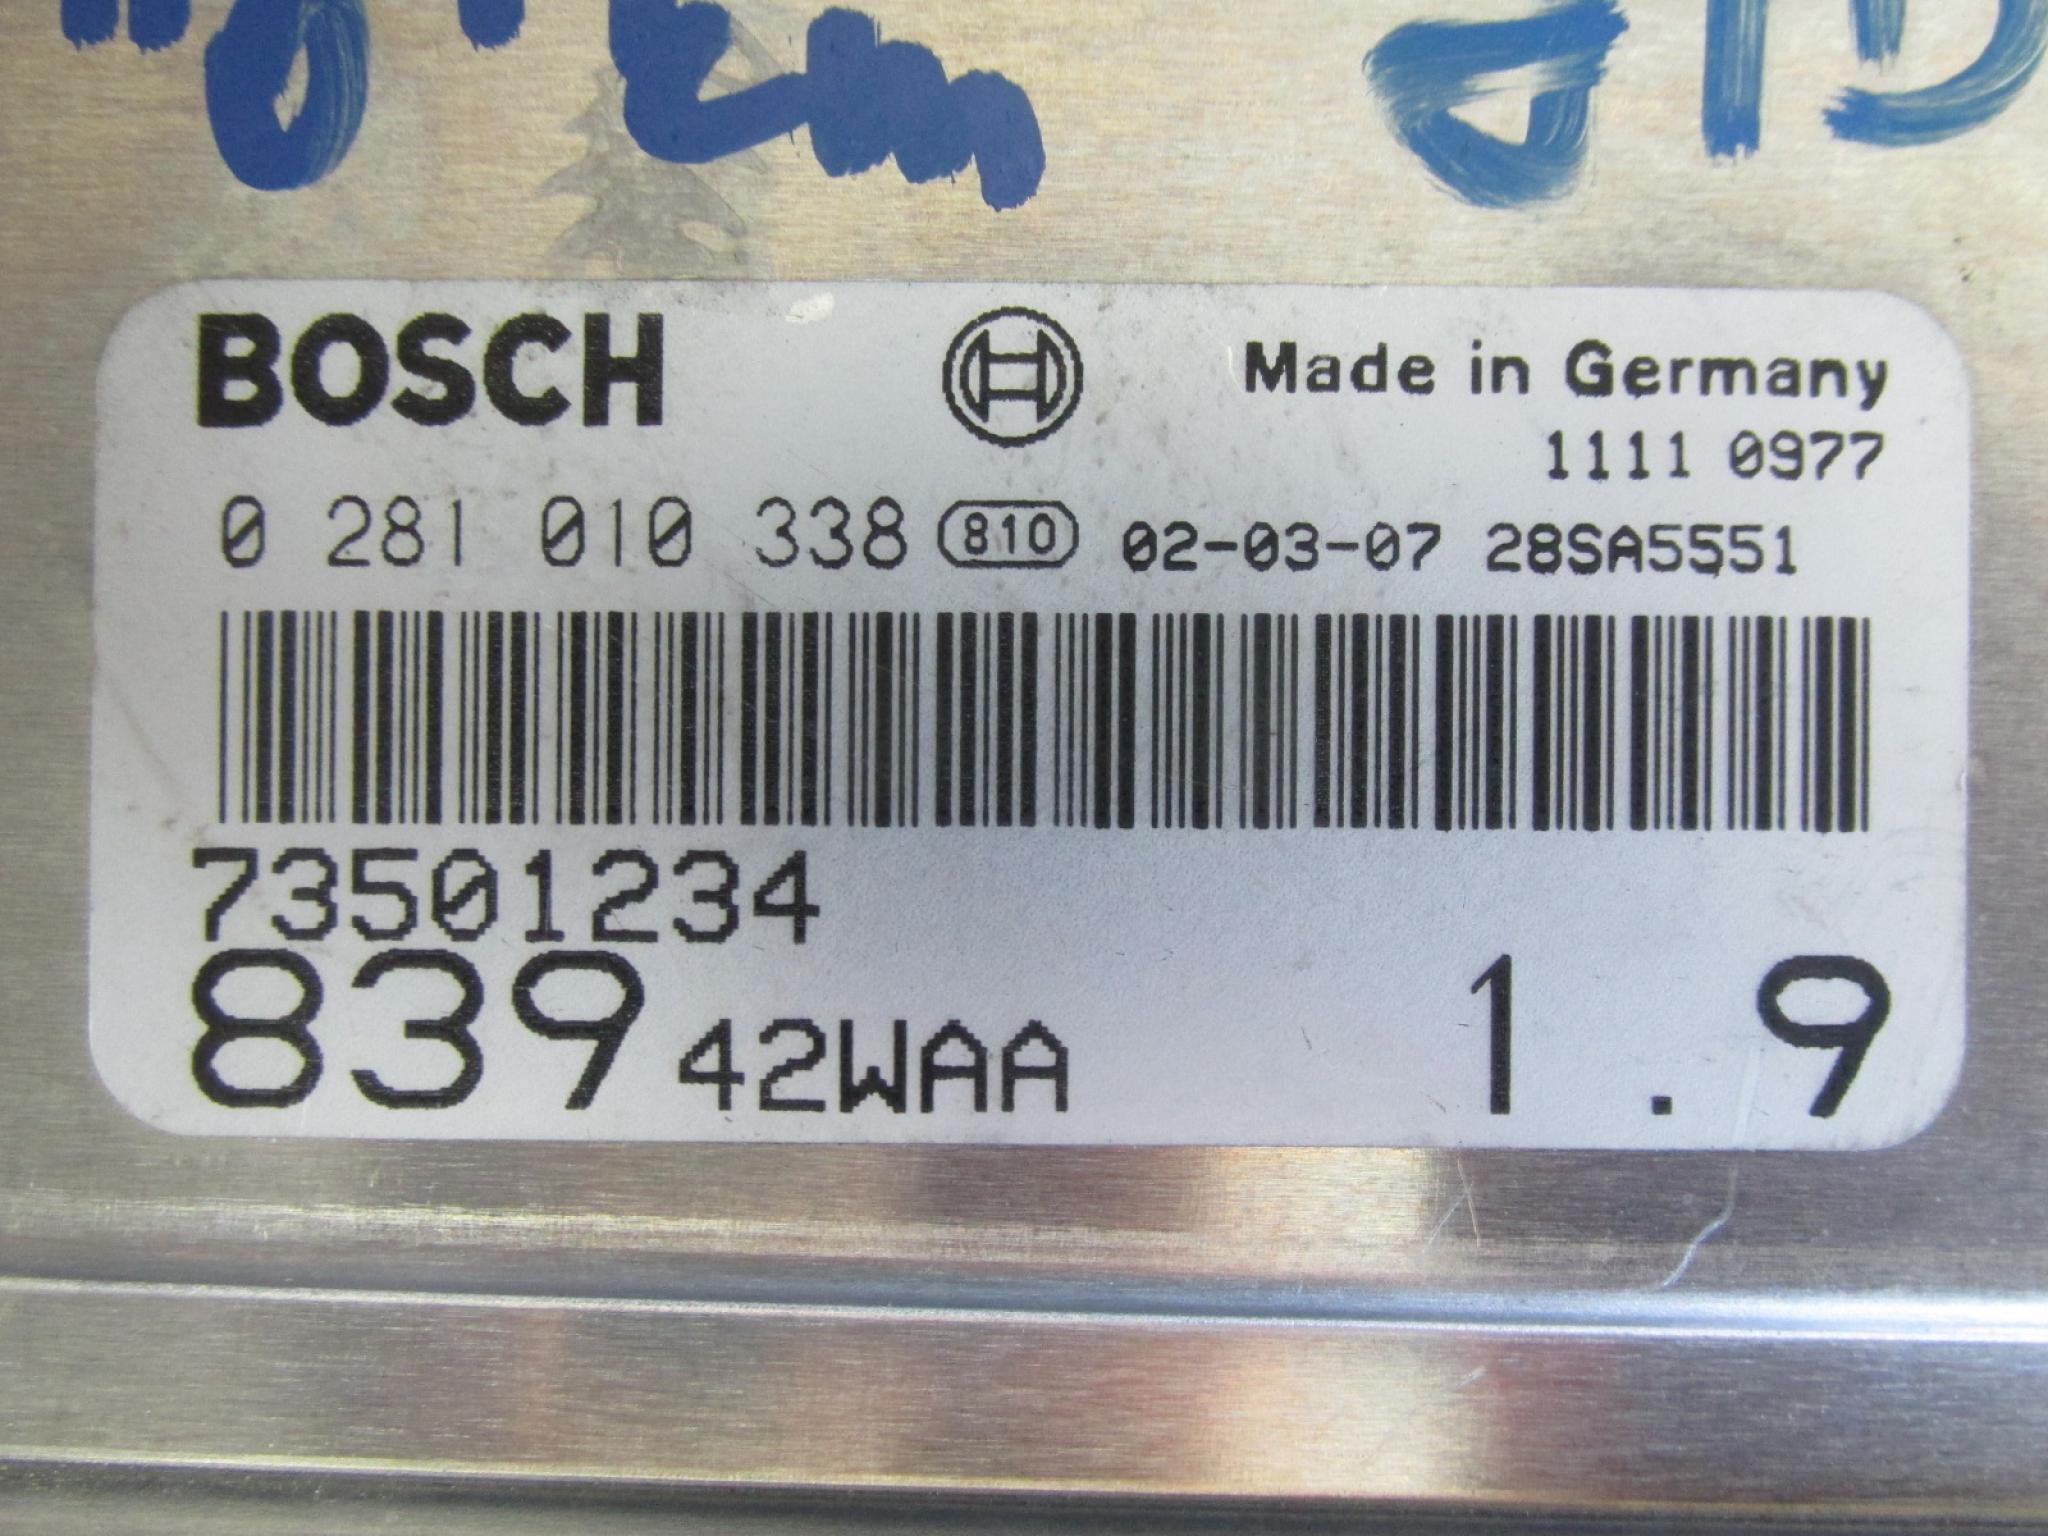 BOSCH Made in Germany
1111 0977
0 281 010 338 810 02-03-07 28SA5551
73501234
839 42WAA 1.9